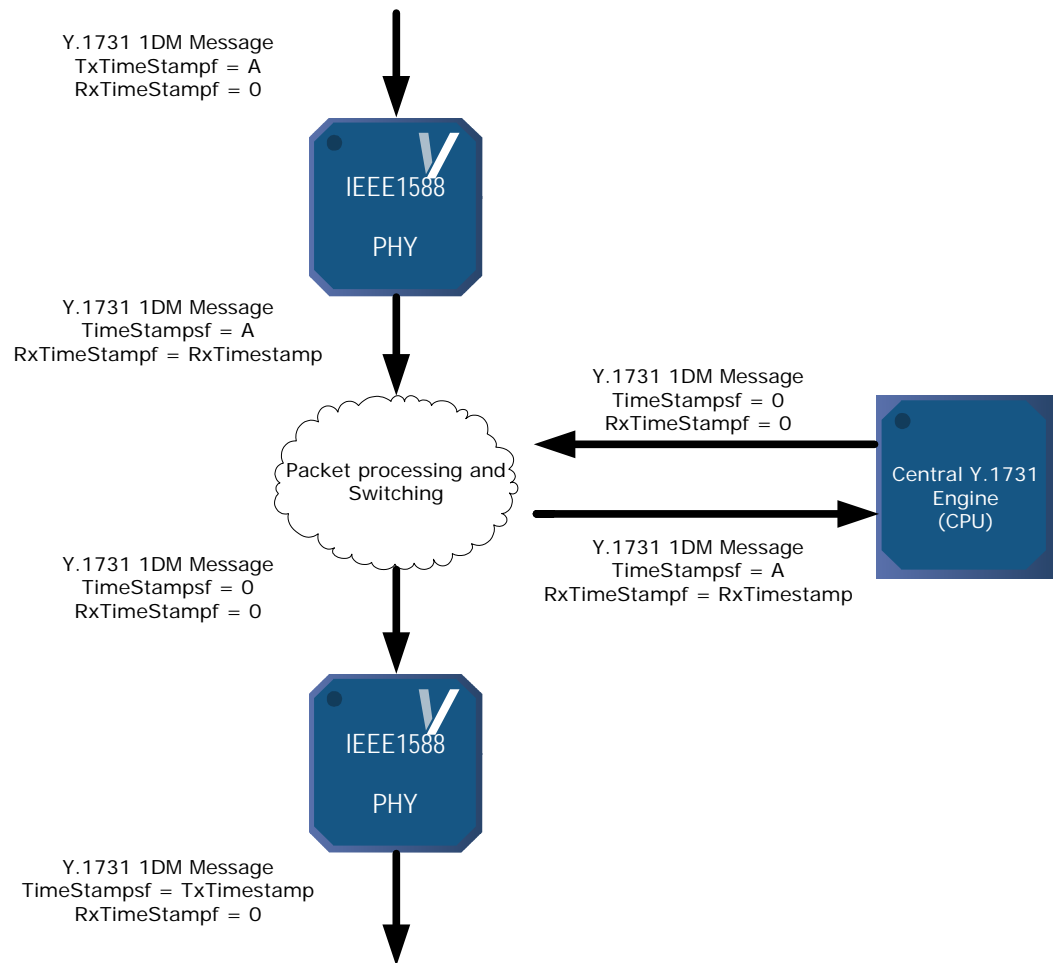 Y.1731 1DM Message
TxTimeStampf = A
RxTimeStampf = 0
IEEE1588
PHY
Y.1731 1DM Message
TimeStampsf = A
RxTimeStampf = RxTimestamp
Y.1731 1DM Message
TimeStampsf = 0
RxTimeStampf = 0
Packet processing and
Switching
Central Y.1731
Engine
(CPU)
Y.1731 1DM Message
TimeStampsf = A
RxTimeStampf = RxTimestamp
Y.1731 1DM Message
TimeStampsf = 0
RxTimeStampf = 0
IEEE1588
PHY
Y.1731 1DM Message
TimeStampsf = TxTimestamp
RxTimeStampf = 0